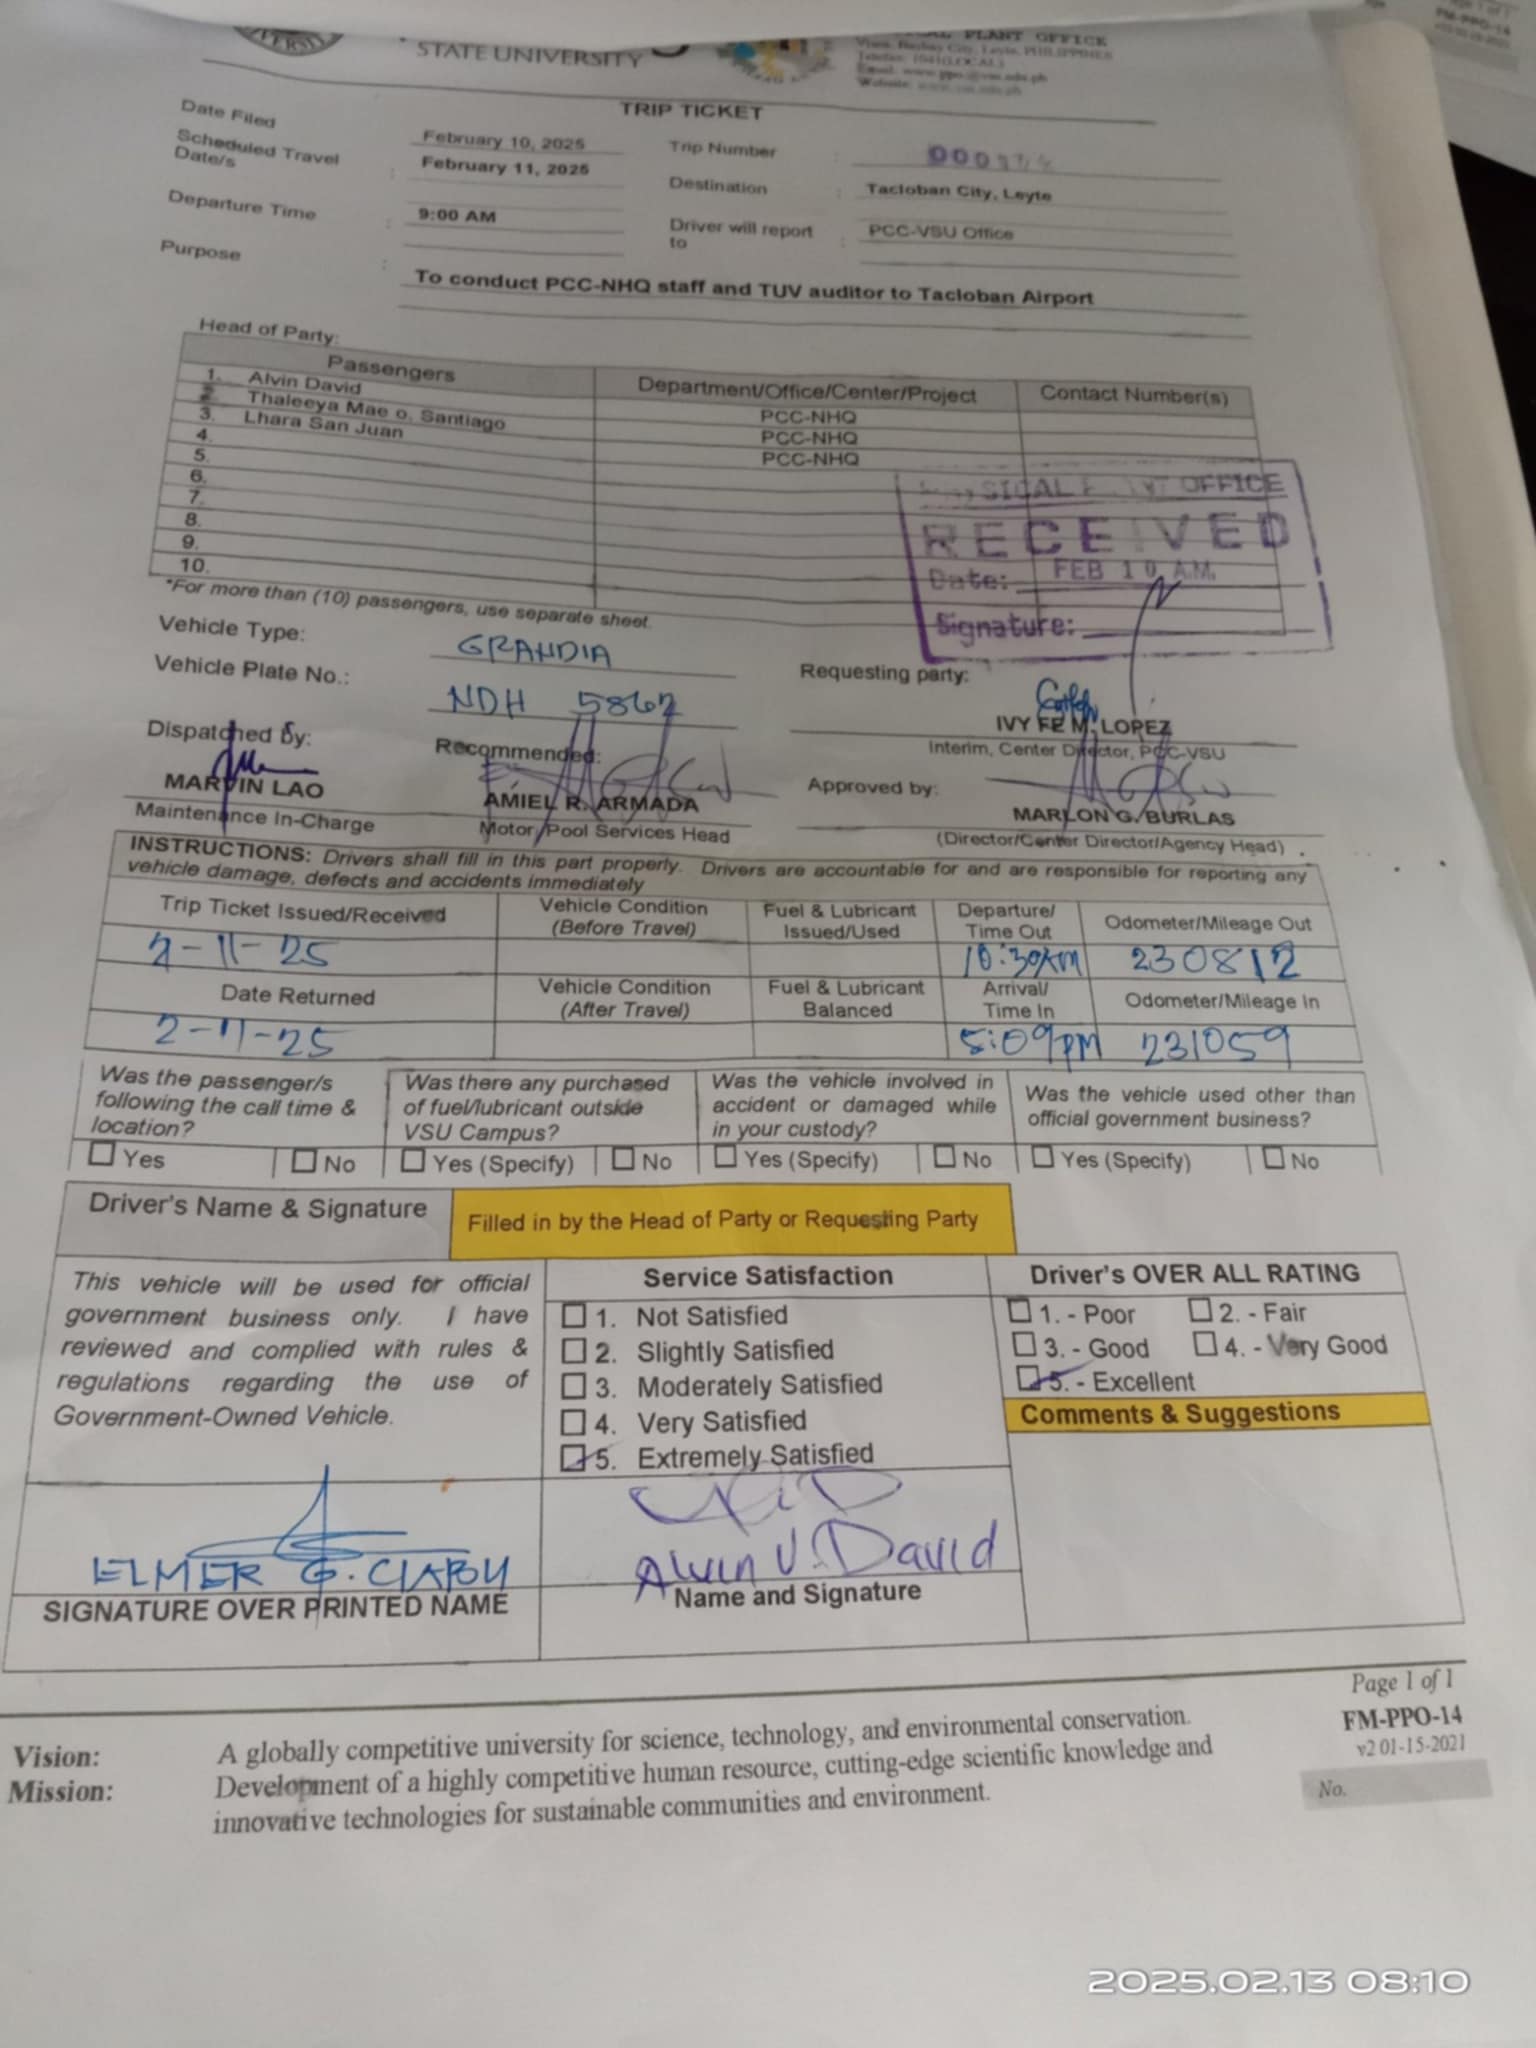 STATE UNIVERSITY
PLANT OFFICE
TRIP TICKET
Date Filed
February 10, 2025
Trip Number :
Scheduled Travel Date/s : February 11, 2025
Destination : Tacloban City, Leyte
Departure Time : 9:00 AM
Driver will report to : PCC-VSU Office
Purpose : To conduct PCC-NHQ staff and TUV auditor to Tacloban Airport
Head of Party:
Passengers Department/Office/Center/Project Contact Number(s)
1. Alvin David PCC-NHQ
2. Thaleeya Mae o. Santiago PCC-NHQ
3. Lhara San Juan PCC-NHQ
4.
5.
6.
7.
8.
9.
10.
OFFICE
RECEIVED
Date: FEB 10 A.M.
Signature:
*For more than (10) passengers, use separate sheet.
Vehicle Type: GRANDIA
Vehicle Plate No.: NDH 5867
Requesting party:
IVY FE M. LOPEZ
Interim, Center Director, PCC-VSU
Dispatched by: Recommended: Approved by:
MARVIN LAO AMIEL R. ARMADA MARLON G. BURLAS
Maintenance In-Charge Motor Pool Services Head (Director/Center Director/Agency Head)
INSTRUCTIONS: Drivers shall fill in this part properly. Drivers are accountable for and are responsible for reporting any
vehicle damage, defects and accidents immediately
Trip Ticket Issued/Received Vehicle Condition (Before Travel) Fuel & Lubricant Issued/Used Departure/ Time Out Odometer/Mileage Out
2-11-25 10:30AM 230812
Date Returned Vehicle Condition (After Travel) Fuel & Lubricant Balanced Arrival/ Time In Odometer/Mileage In
2-11-25 5:09PM 231059
Was the passenger/s following the call time & location?
Was there any purchased of fuel/lubricant outside VSU Campus?
Was the vehicle involved in accident or damaged while in your custody?
Was the vehicle used other than official government business?
Yes No Yes (Specify) No Yes (Specify) No Yes (Specify) No
Driver's Name & Signature
Filled in by the Head of Party or Requesting Party
This vehicle will be used for official
government business only. I have
reviewed and complied with rules &
regulations regarding the use of
Government-Owned Vehicle.
Service Satisfaction
1. Not Satisfied
2. Slightly Satisfied
3. Moderately Satisfied
4. Very Satisfied
5. Extremely Satisfied
Driver's OVER ALL RATING
1. - Poor 2. - Fair
3. - Good 4. - Very Good
5. - Excellent
Comments & Suggestions
ELMER G. CIABU
SIGNATURE OVER PRINTED NAME
Alvin V. David
Name and Signature
Page 1 of 1
FM-PPO-14
v2 01-15-2021
No.
Vision: A globally competitive university for science, technology, and environmental conservation.
Mission: Development of a highly competitive human resource, cutting-edge scientific knowledge and
innovative technologies for sustainable communities and environment.
2025.02.13 08:10